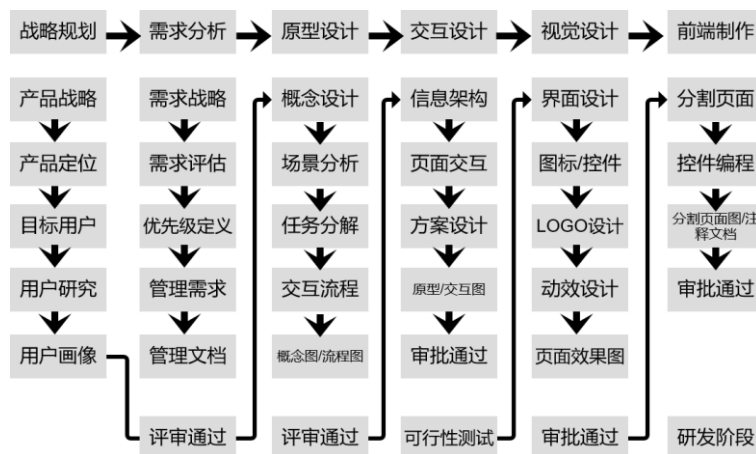 战略规划
需求分析
原型设计
交互设计
视觉设计
前端制作
产品战略
产品定位
目标用户
用户研究
用户画像
需求战略
需求评估
优先级定义
管理需求
管理文档
评审通过
概念设计
场景分析
任务分解
交互流程
概念图/流程图
评审通过
信息架构
页面交互
方案设计
原型/交互图
审批通过
可行性测试
界面设计
图标/控件
LOGO设计
动效设计
页面效果图
审批通过
分割页面
控件编程
分割页面图/注
释文档
审批通过
研发阶段